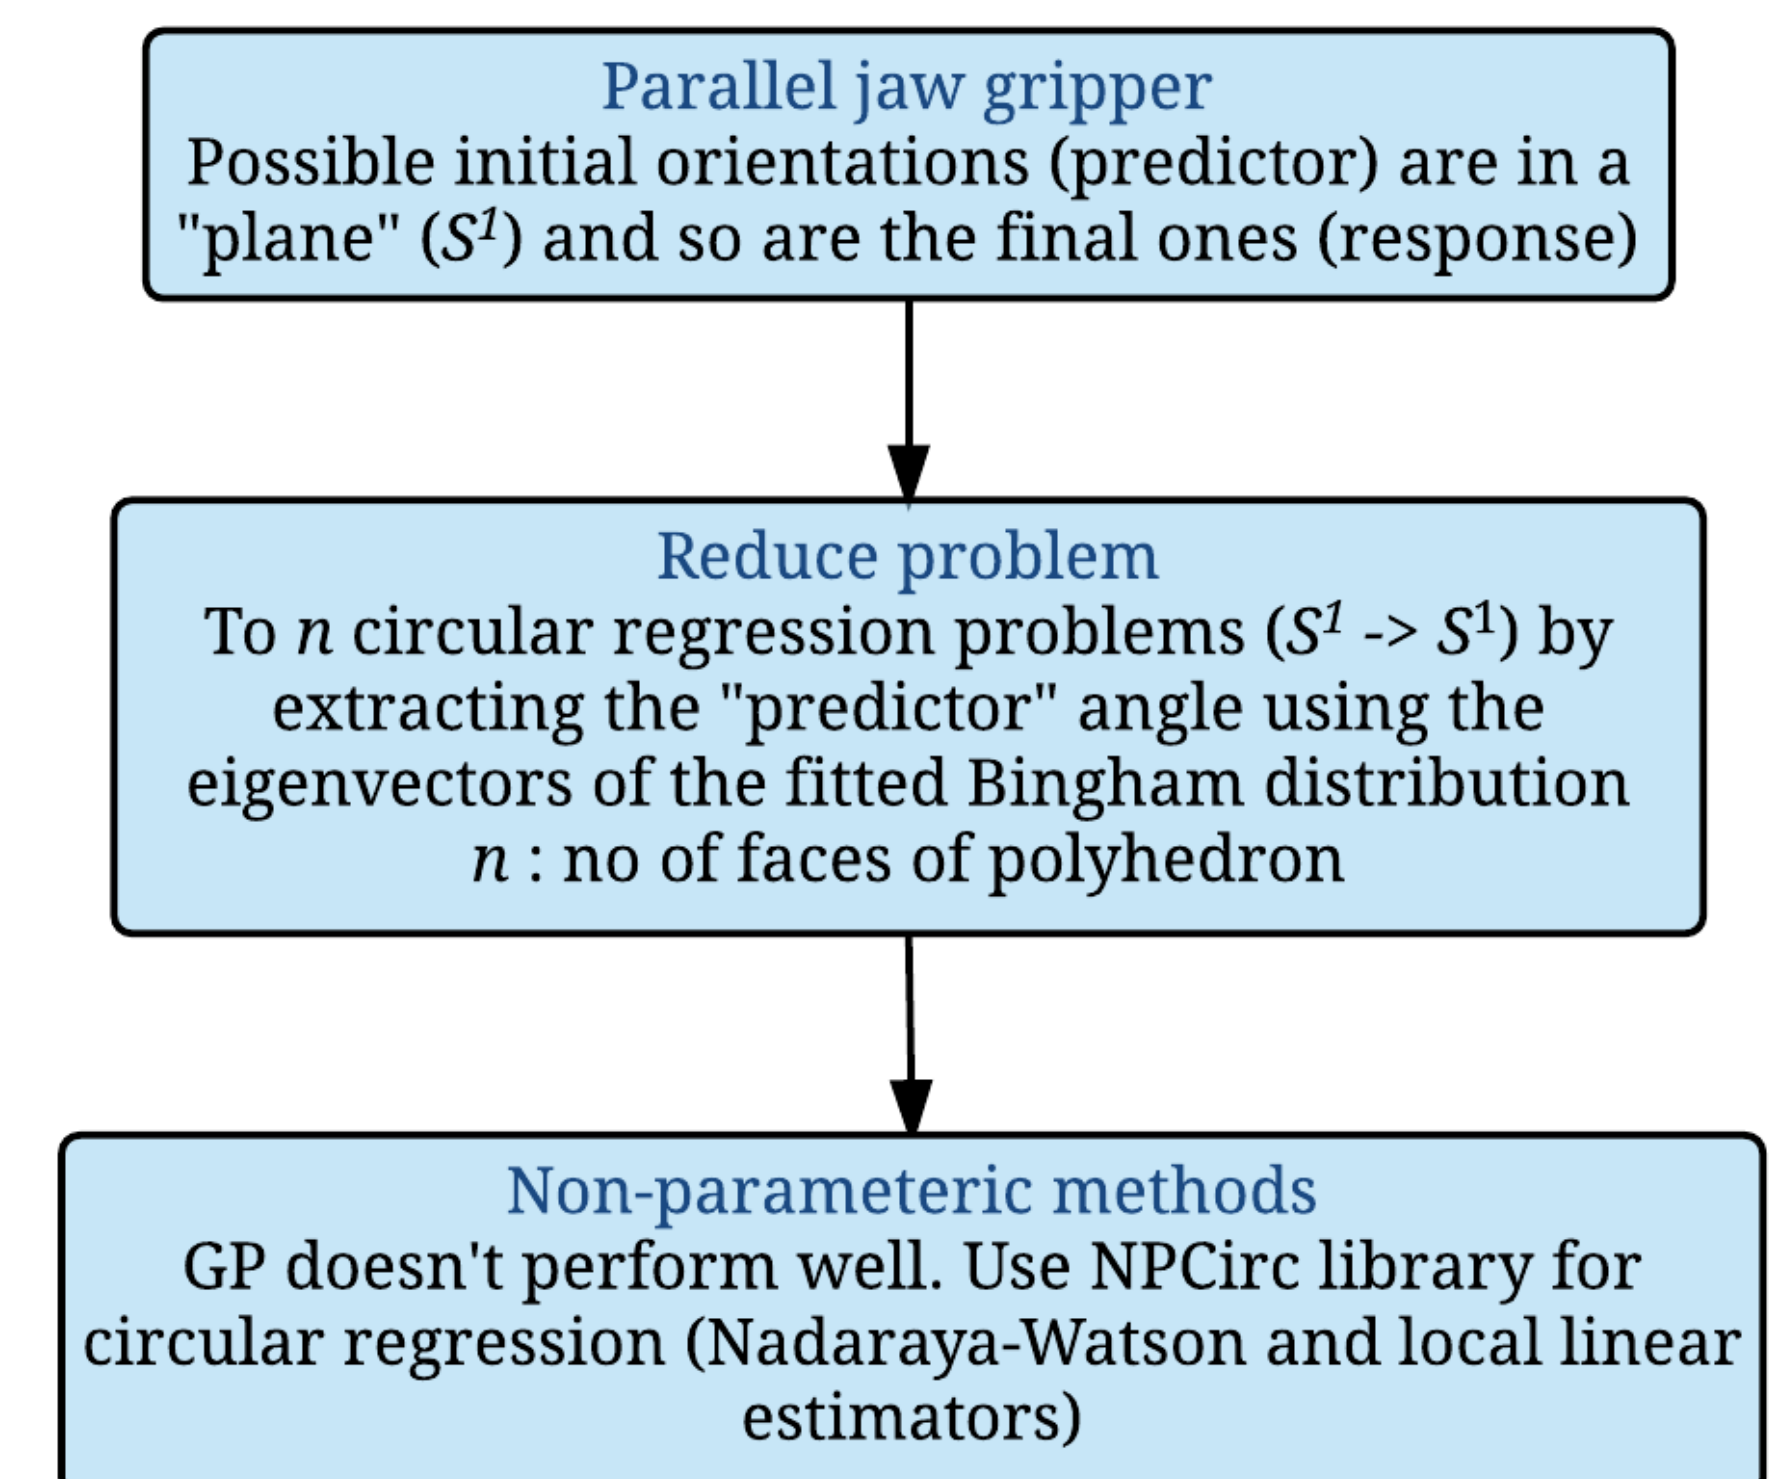 Parallel jaw gripper
Possible initial orientations (predictor) are in a
"plane" (S¹) and so are the final ones (response)
Reduce problem
To n circular regression problems (S¹ -> S¹) by
extracting the "predictor" angle using the
eigenvectors of the fitted Bingham distribution
n : no of faces of polyhedron
Non-parameteric methods
GP doesn't perform well. Use NPCirc library for
circular regression (Nadaraya-Watson and local linear
estimators)